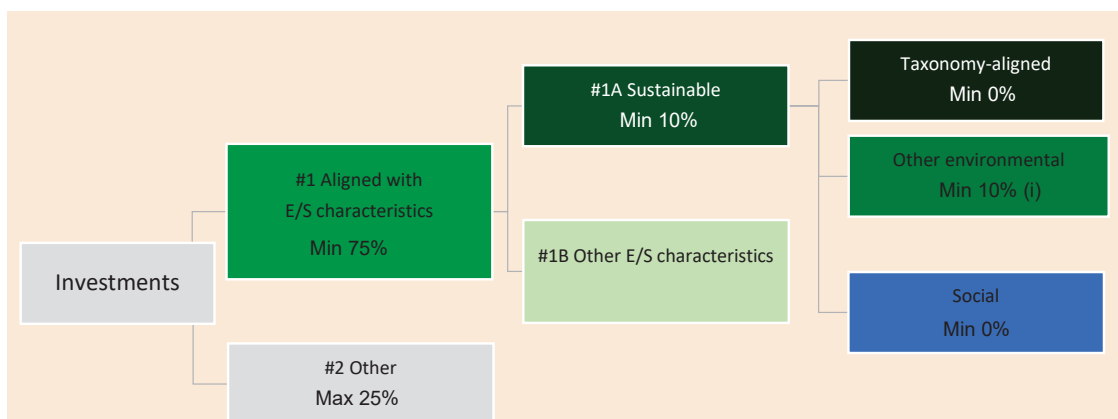 Investments
#1 Aligned with
E/S characteristics
Min 75%
#2 Other
Max 25%
#1A Sustainable
Min 10%
#1B Other E/S characteristics
Taxonomy-aligned
Min 0%
Other environmental
Min 10% (i)
Social
Min 0%